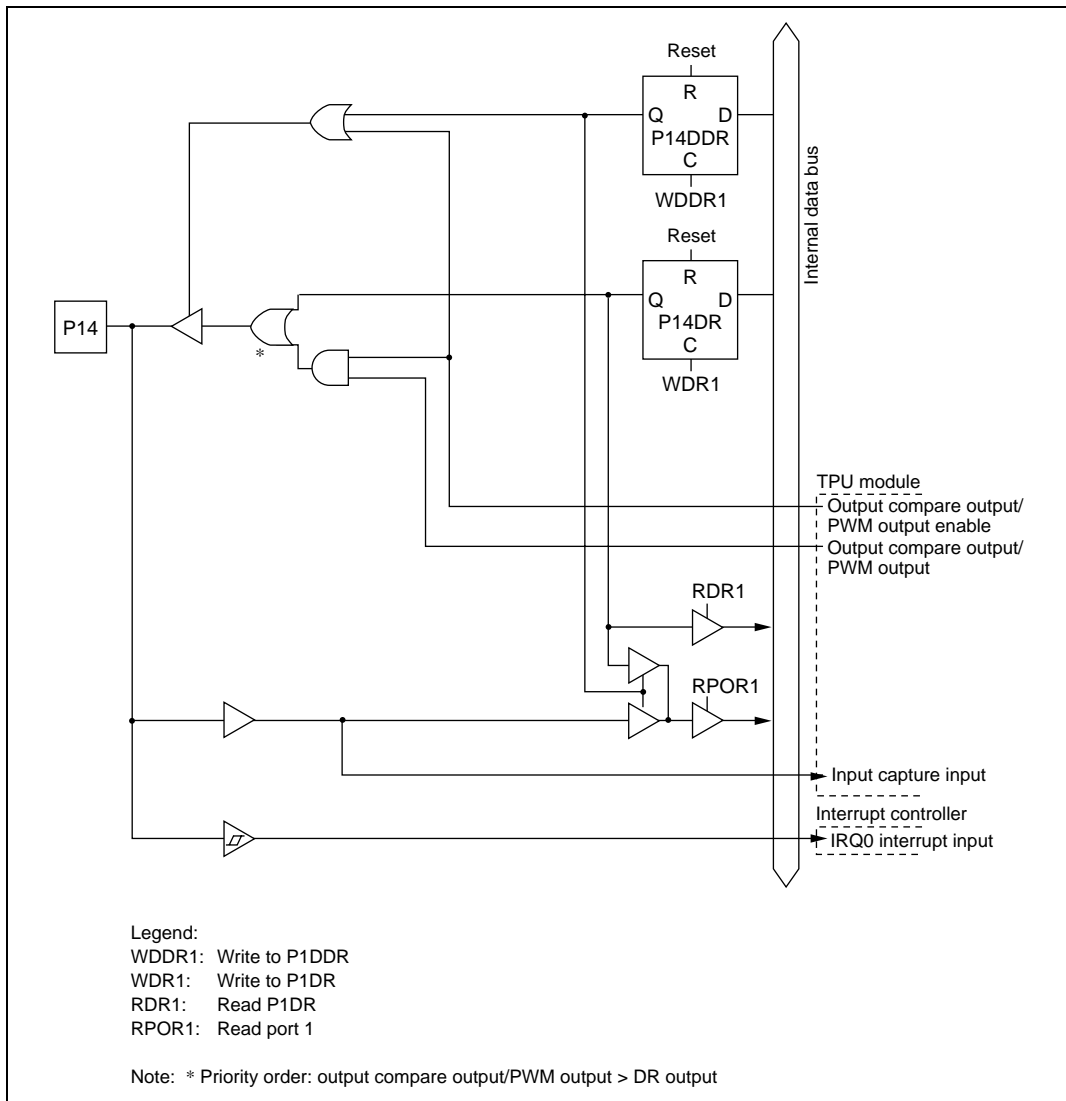 Reset
R
Q D
P14DDR
C
WDDR1
Internal data bus
Reset
R
Q D
P14DR
C
WDR1
P14
*
TPU module
Output compare output/
PWM output enable
Output compare output/
PWM output
RDR1
RPOR1
Input capture input
Interrupt controller
IRQ0 interrupt input
Legend:
WDDR1: Write to P1DDR
WDR1: Write to P1DR
RDR1: Read P1DR
RPOR1: Read port 1
Note: * Priority order: output compare output/PWM output > DR output